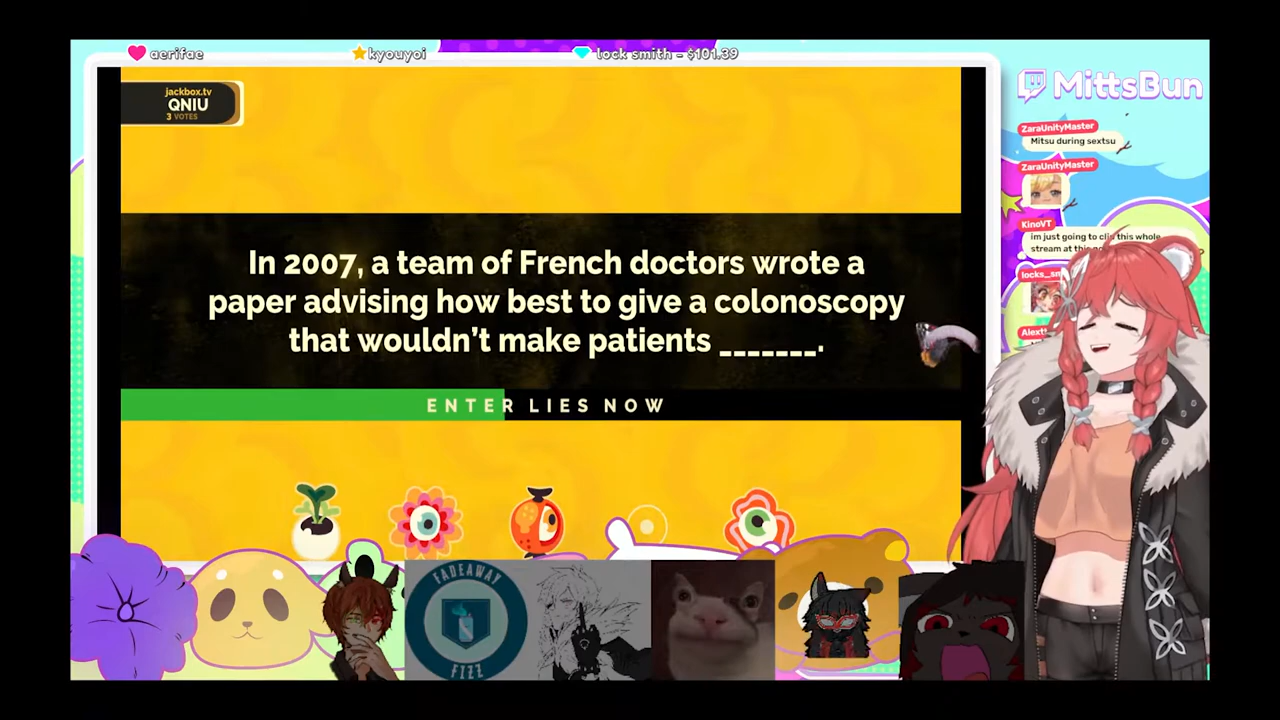 aerifae
kyouyoi
lock smith - $101.39
MittsBun
jackbox.tv
QNIU
3 VOTES
In 2007, a team of French doctors wrote a
paper advising how best to give a colonoscopy
that wouldn't make patients _______.
ENTER LIES NOW
ZaraUnityMaster
Mitsu during sextsu
ZaraUnityMaster
KinoVT
im just going to clip this whole
stream at this
FADEAWAY
FIZZ